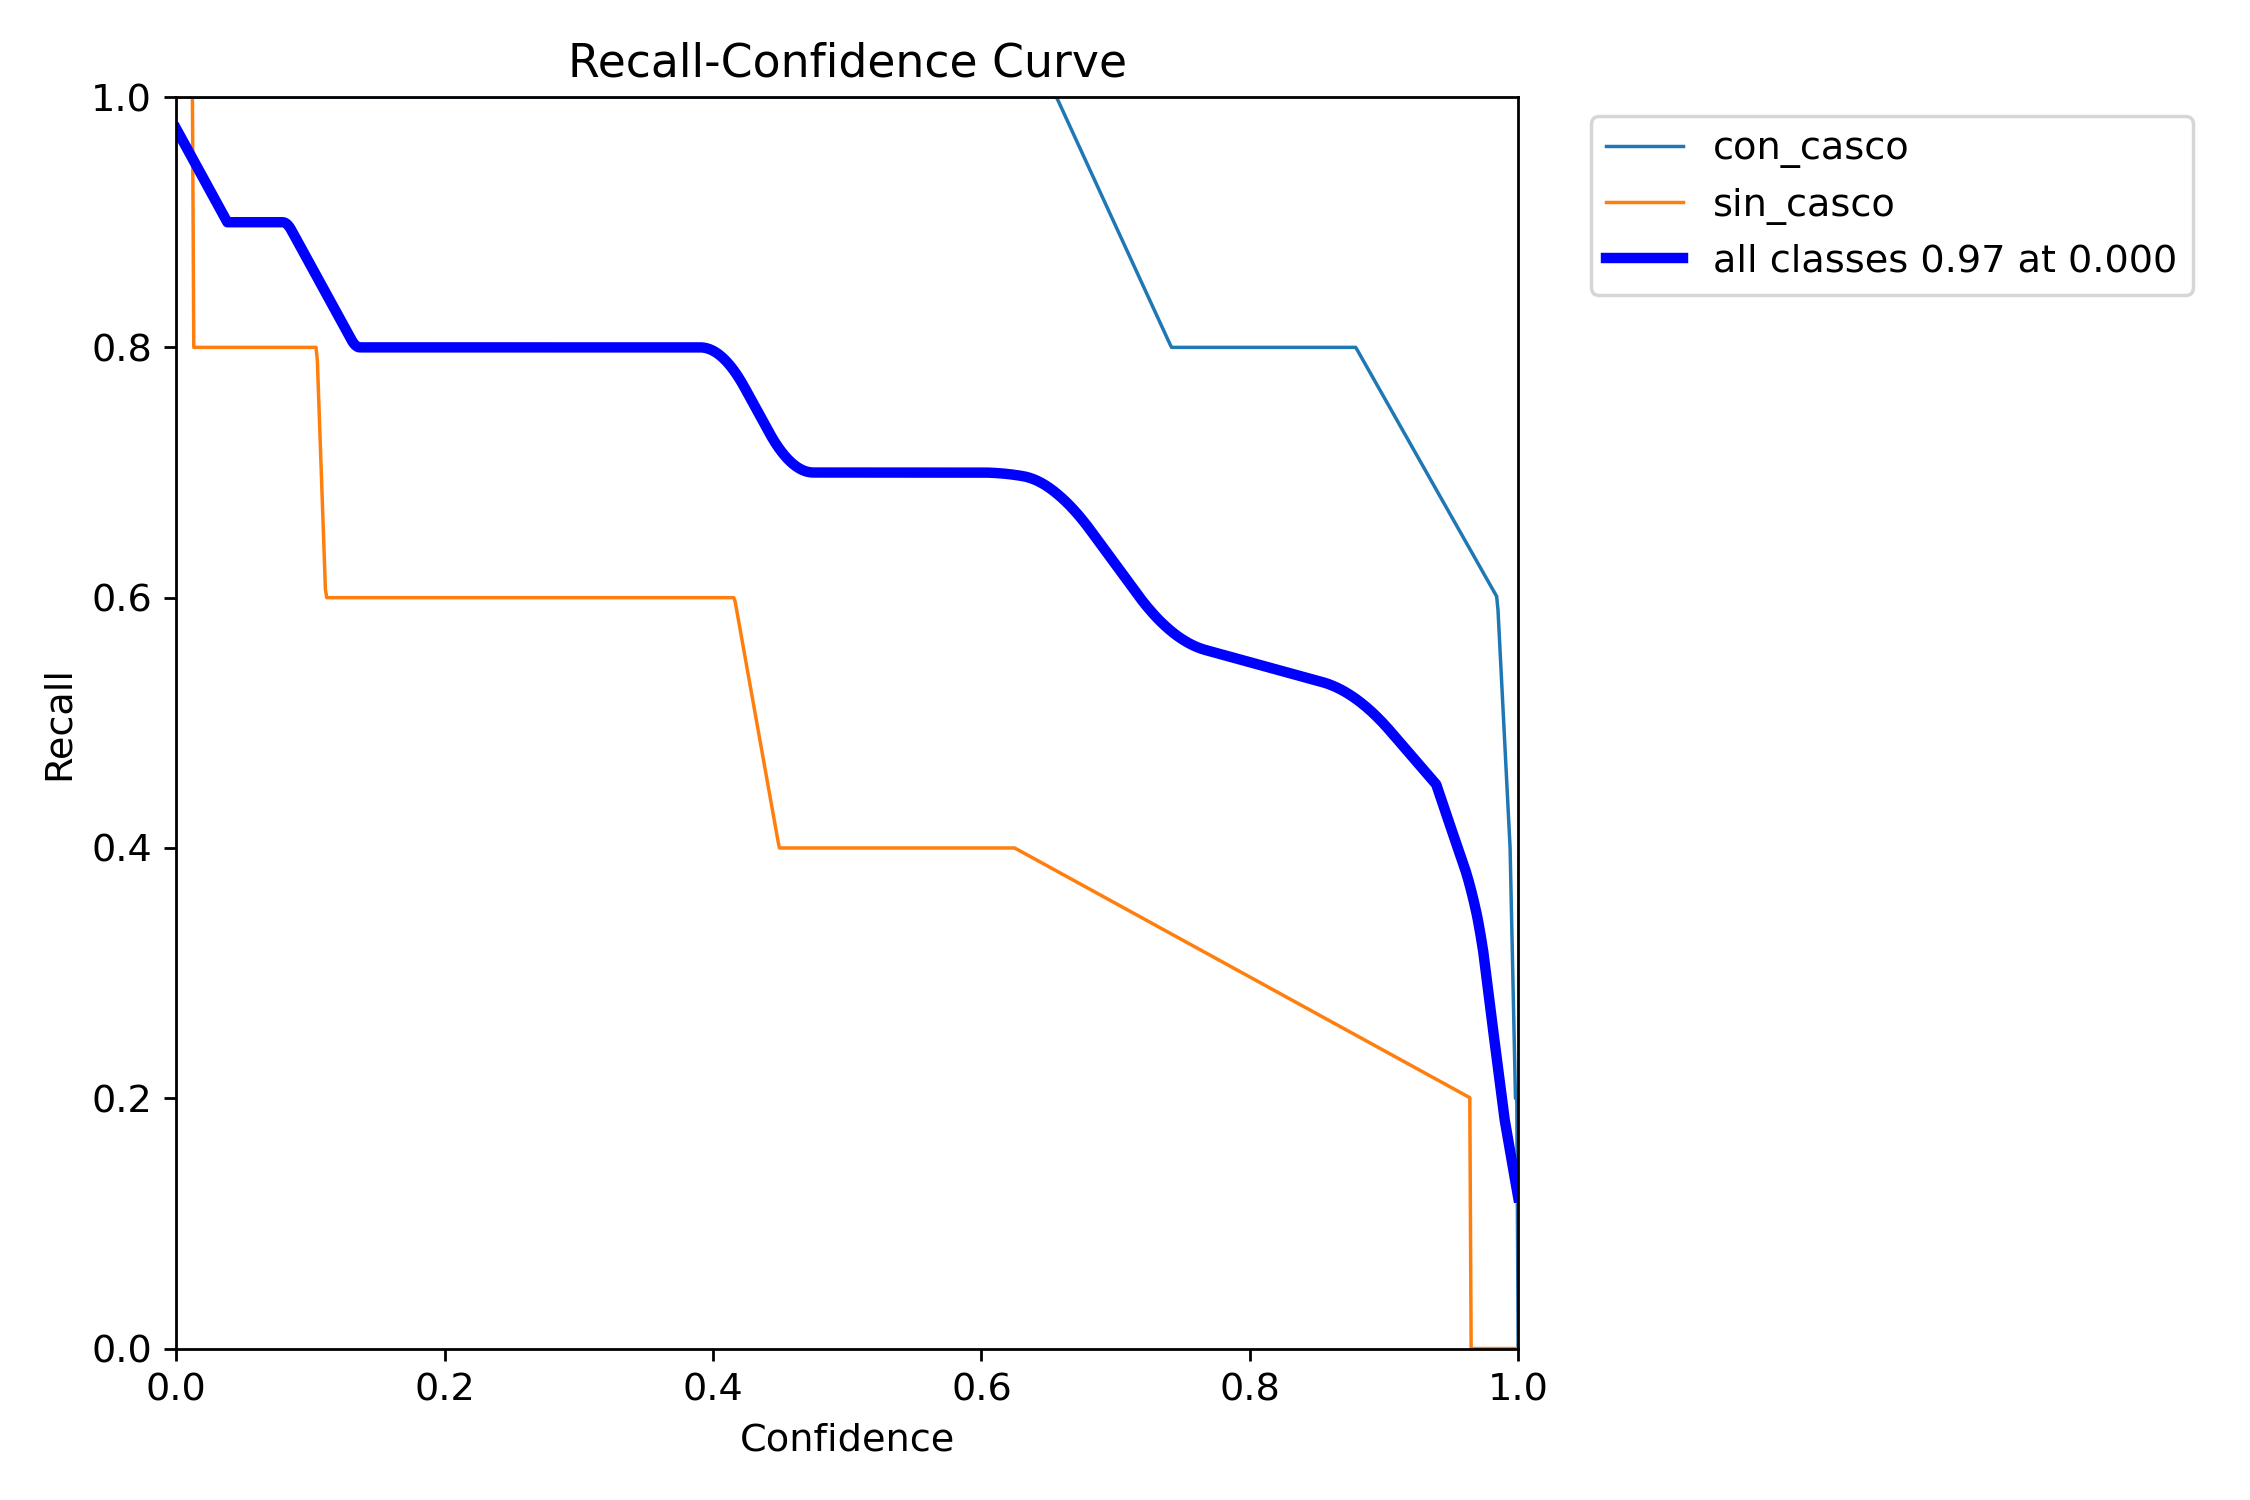 Recall-Confidence Curve
con_casco
sin_casco
all classes 0.97 at 0.000
1.0
0.8
0.6
0.4
0.2
0.0
Recall
0.0 0.2 0.4 0.6 0.8 1.0
Confidence